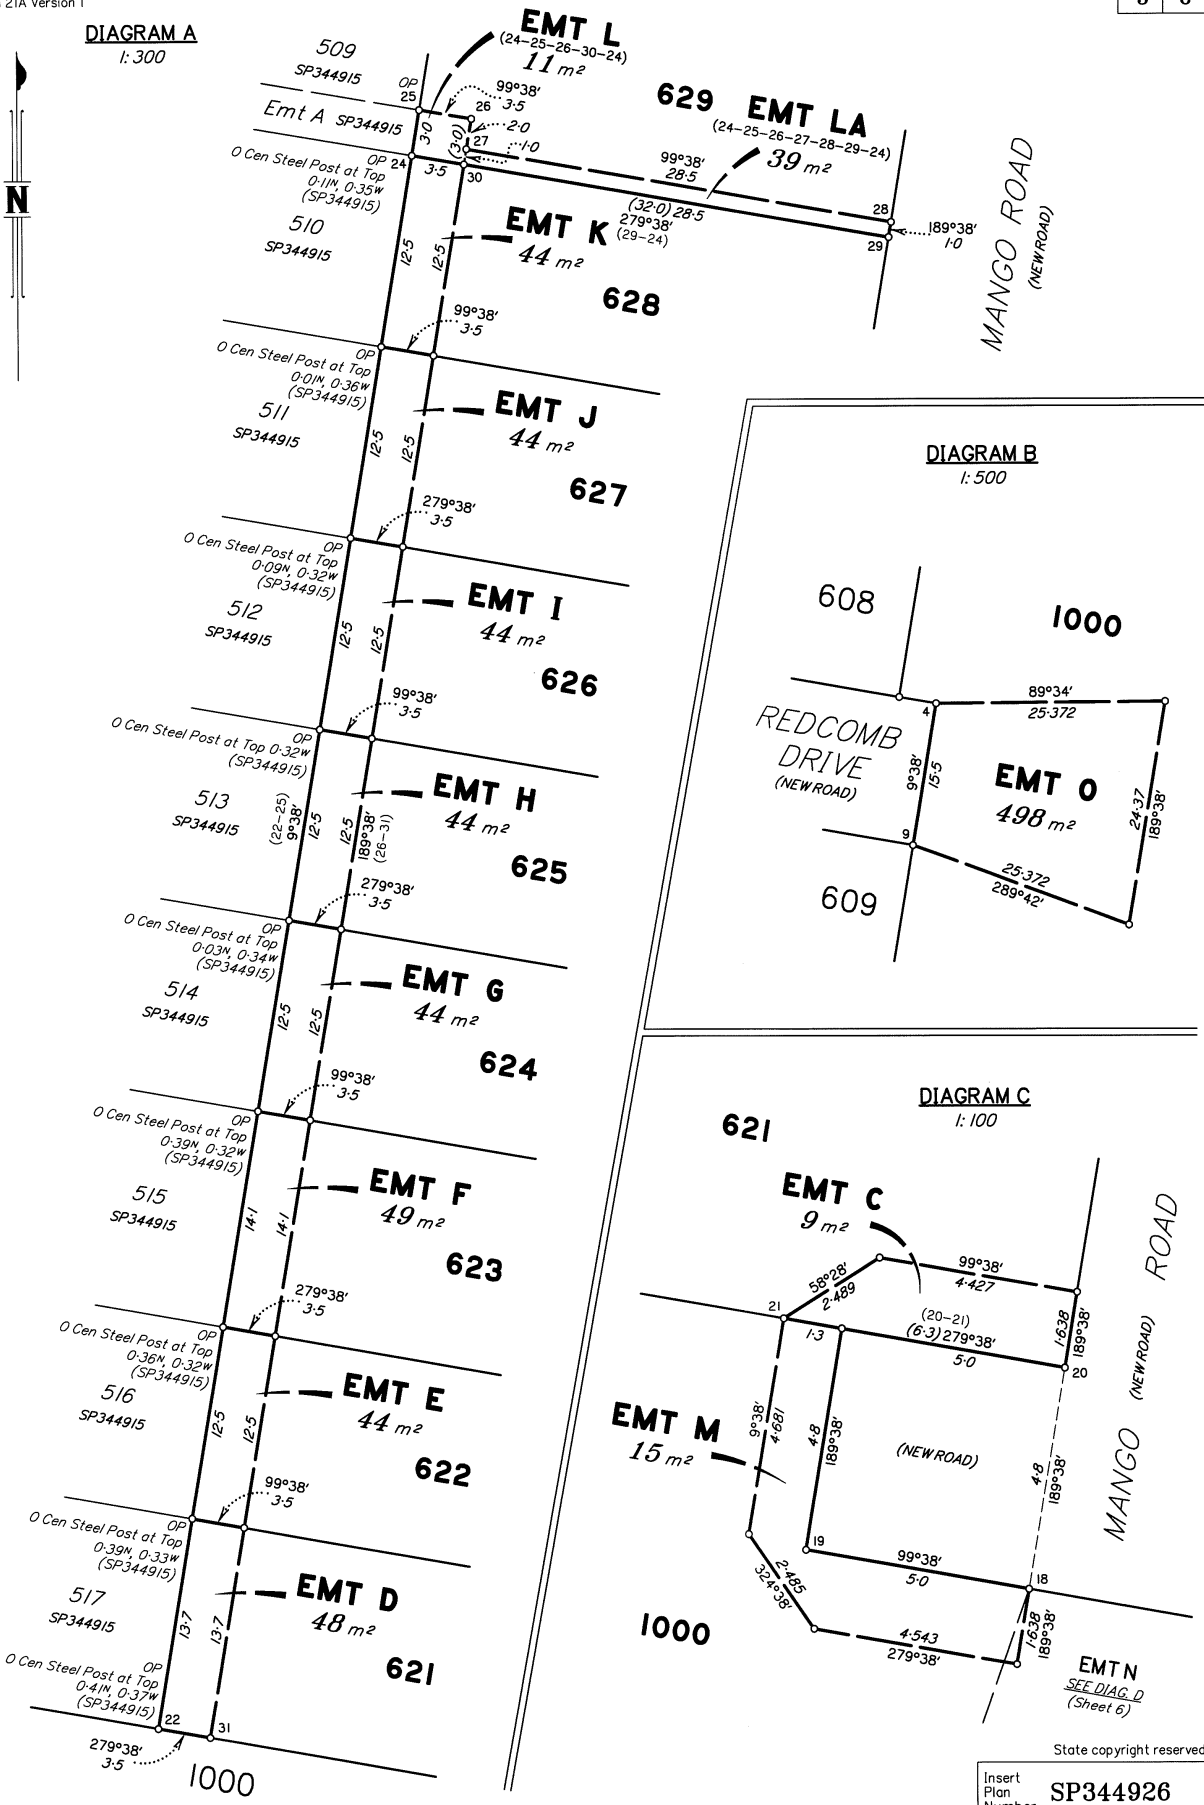 21A Version 1
DIAGRAM A
1:300
N
509
SP344915
OP
25
EMT L
(24-25-26-30-24)
11 m²
99°38'
3·5
26
Emt A SP344915
3·0
(3·0)
2·0
27
1·0
629
EMT LA
(24-25-26-27-28-29-24)
39 m²
99°38'
28·5
28
189°38'
1·0
29
MANGO ROAD
(NEW ROAD)
OP 24
3·5
30
(32·0) 28·5
279°38'
(29-24)
O Cen Steel Post at Top
0·11N, 0·35W
(SP344915)
510
SP344915
12·5
12·5
EMT K
44 m²
628
99°38'
3·5
OP
O Cen Steel Post at Top
0·01N, 0·36W
(SP344915)
511
SP344915
12·5
12·5
EMT J
44 m²
627
279°38'
3·5
OP
O Cen Steel Post at Top
0·09N, 0·32W
(SP344915)
512
SP344915
12·5
12·5
EMT I
44 m²
626
99°38'
3·5
OP
O Cen Steel Post at Top 0·32W
(SP344915)
513
SP344915
(22-25)
9°38'
12·5
12·5
189°38'
(26-31)
EMT H
44 m²
625
279°38'
3·5
OP
O Cen Steel Post at Top
0·03N, 0·34W
(SP344915)
514
SP344915
12·5
12·5
EMT G
44 m²
624
99°38'
3·5
OP
O Cen Steel Post at Top
0·39N, 0·32W
(SP344915)
515
SP344915
14·1
14·1
EMT F
49 m²
623
279°38'
3·5
OP
O Cen Steel Post at Top
0·36N, 0·32W
(SP344915)
516
SP344915
12·5
12·5
EMT E
44 m²
622
99°38'
3·5
OP
O Cen Steel Post at Top
0·39N, 0·33W
(SP344915)
517
SP344915
13·7
13·7
EMT D
48 m²
621
OP
O Cen Steel Post at Top
0·41N, 0·37W
(SP344915)
22
31
279°38'
3·5
1000
DIAGRAM B
1:500
608
1000
89°34'
25·372
4
REDCOMB
DRIVE
(NEW ROAD)
9°38'
15·5
EMT O
498 m²
24·37
189°38'
9
25·372
289°42'
609
DIAGRAM C
1:100
621
EMT C
9 m²
58°28'
2·489
99°38'
4·427
21
1·3
(20-21)
(6·3) 279°38'
5·0
1·638
189°38'
20
MANGO (NEW ROAD) ROAD
EMT M
15 m²
9°38'
4·681
4·8
189°38'
(NEW ROAD)
4·8
189°38'
19
99°38'
5·0
18
2·485
324°38'
1000
4·543
279°38'
1·638
189°38'
EMT N
SEE DIAG. D
(Sheet 6)
State copyright reserved
Insert
Plan
Number
SP344926